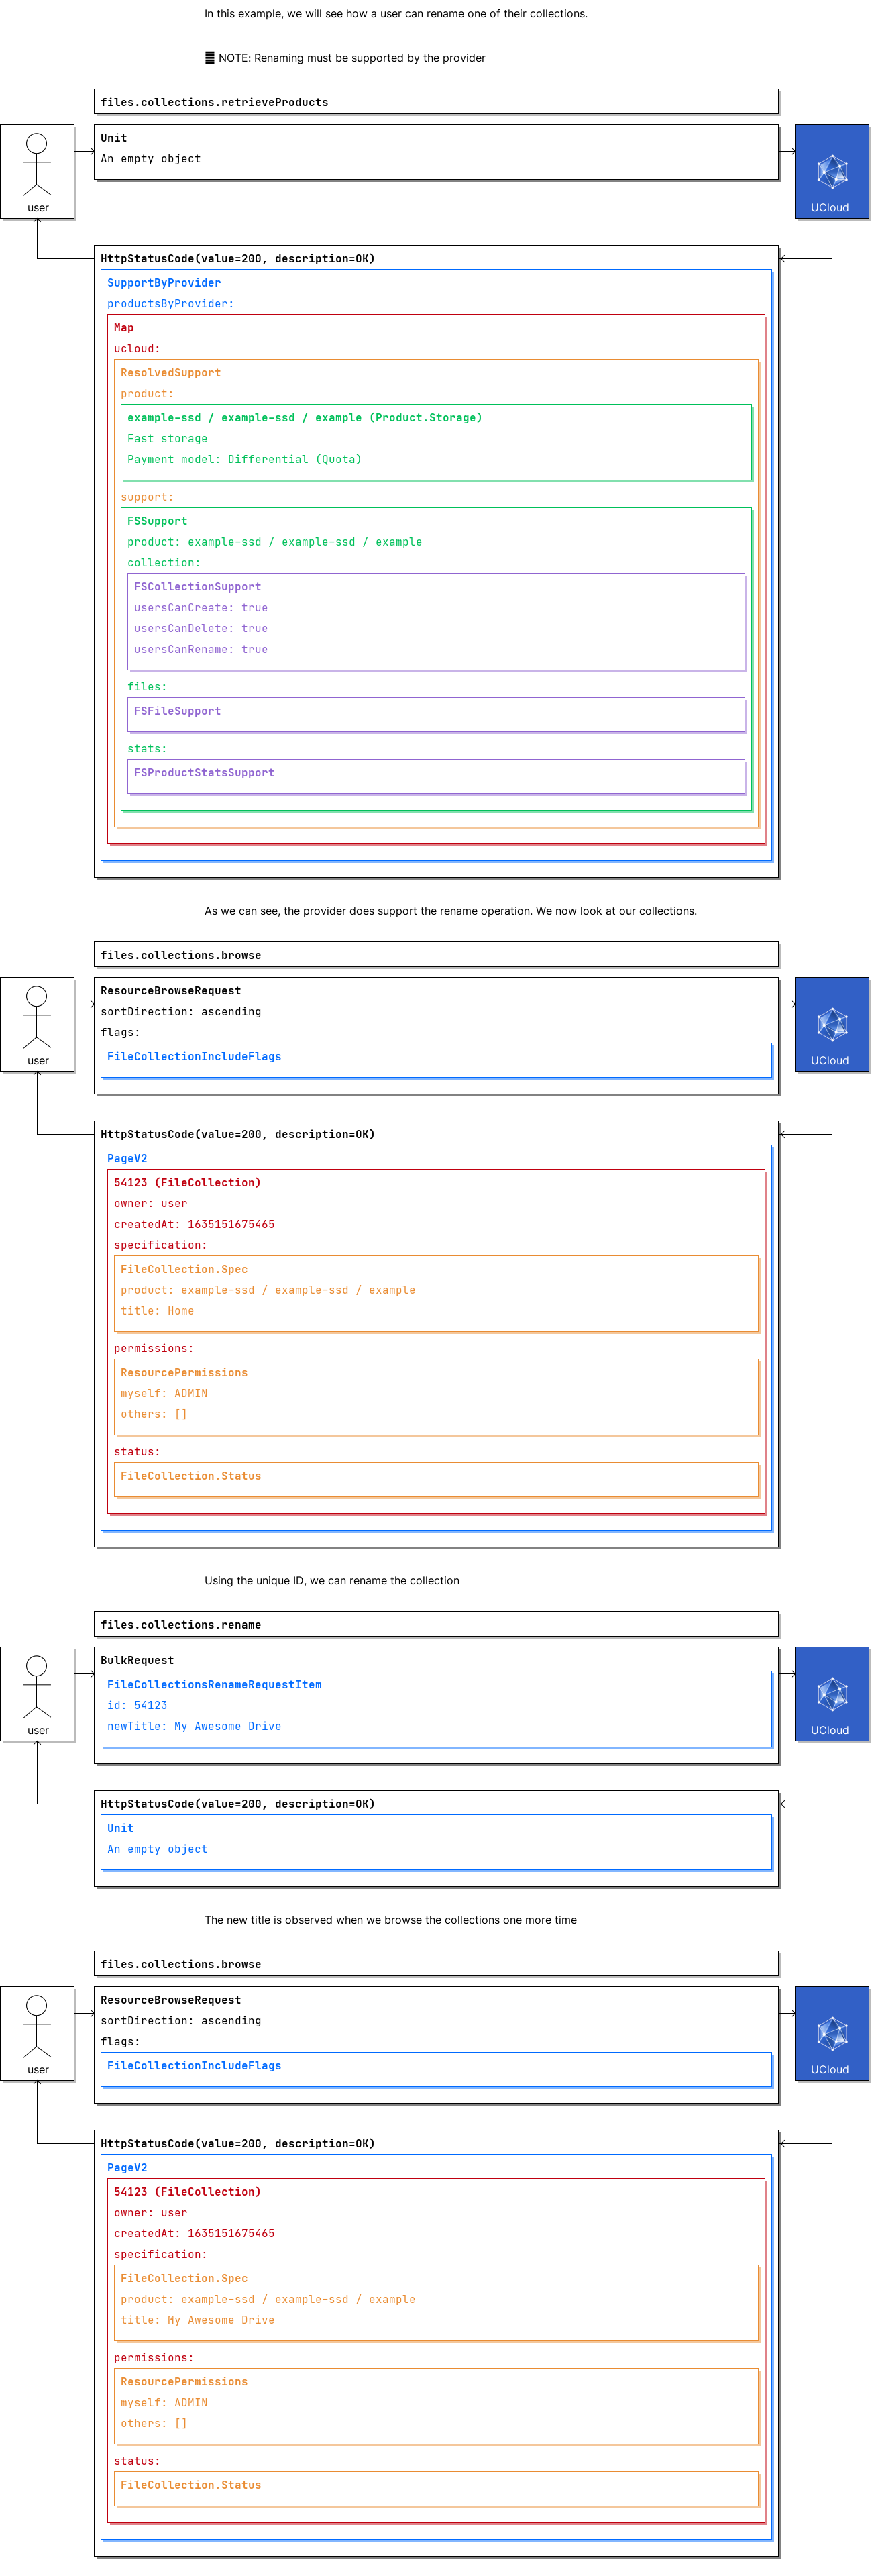 In this example, we will see how a user can rename one of their collections.
NOTE: Renaming must be supported by the provider
files.collections.retrieveProducts
Unit
An empty object
user
UCloud
HttpStatusCode(value=200, description=OK)
SupportByProvider
productsByProvider:
Map
ucloud:
ResolvedSupport
product:
example-ssd / example-ssd / example (Product.Storage)
Fast storage
Payment model: Differential (Quota)
support:
FSSupport
product: example-ssd / example-ssd / example
collection:
FSCollectionSupport
usersCanCreate: true
usersCanDelete: true
usersCanRename: true
files:
FSFileSupport
stats:
FSProductStatsSupport
As we can see, the provider does support the rename operation. We now look at our collections.
files.collections.browse
ResourceBrowseRequest
sortDirection: ascending
flags:
FileCollectionIncludeFlags
user
UCloud
HttpStatusCode(value=200, description=OK)
PageV2
54123 (FileCollection)
owner: user
createdAt: 1635151675465
specification:
FileCollection.Spec
product: example-ssd / example-ssd / example
title: Home
permissions:
ResourcePermissions
myself: ADMIN
others: []
status:
FileCollection.Status
Using the unique ID, we can rename the collection
files.collections.rename
BulkRequest
FileCollectionsRenameRequestItem
id: 54123
newTitle: My Awesome Drive
user
UCloud
HttpStatusCode(value=200, description=OK)
Unit
An empty object
The new title is observed when we browse the collections one more time
files.collections.browse
ResourceBrowseRequest
sortDirection: ascending
flags:
FileCollectionIncludeFlags
user
UCloud
HttpStatusCode(value=200, description=OK)
PageV2
54123 (FileCollection)
owner: user
createdAt: 1635151675465
specification:
FileCollection.Spec
product: example-ssd / example-ssd / example
title: My Awesome Drive
permissions:
ResourcePermissions
myself: ADMIN
others: []
status:
FileCollection.Status